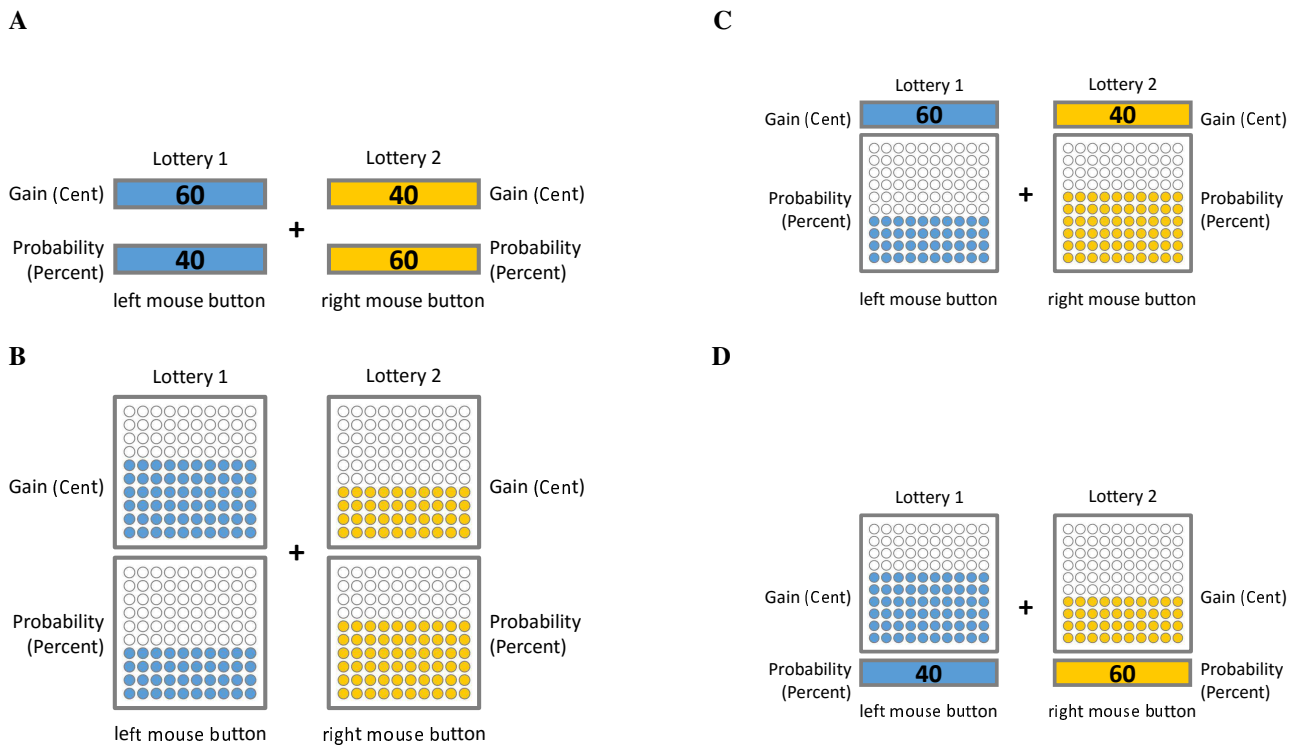 A
Lottery 1 Lottery 2
Gain (Cent) 60 40 Gain (Cent)
+
Probability (Percent) 40 60 Probability (Percent)
left mouse button right mouse button
B
Lottery 1 Lottery 2
Gain (Cent) Gain (Cent)
+
Probability (Percent) Probability (Percent)
left mouse button right mouse button
C
Lottery 1 Lottery 2
Gain (Cent) 60 40 Gain (Cent)
Probability (Percent) + Probability (Percent)
left mouse button right mouse button
D
Lottery 1 Lottery 2
Gain (Cent) + Gain (Cent)
Probability (Percent) 40 60 Probability (Percent)
left mouse button right mouse button